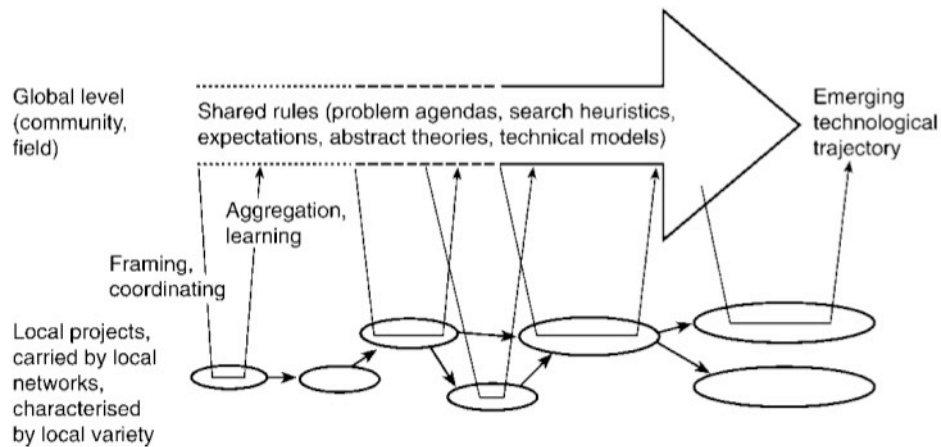 Global level
(community,
field)
Shared rules (problem agendas, search heuristics,
expectations, abstract theories, technical models)
Emerging
technological
trajectory
Aggregation,
learning
Framing,
coordinating
Local projects,
carried by local
networks,
characterised
by local variety